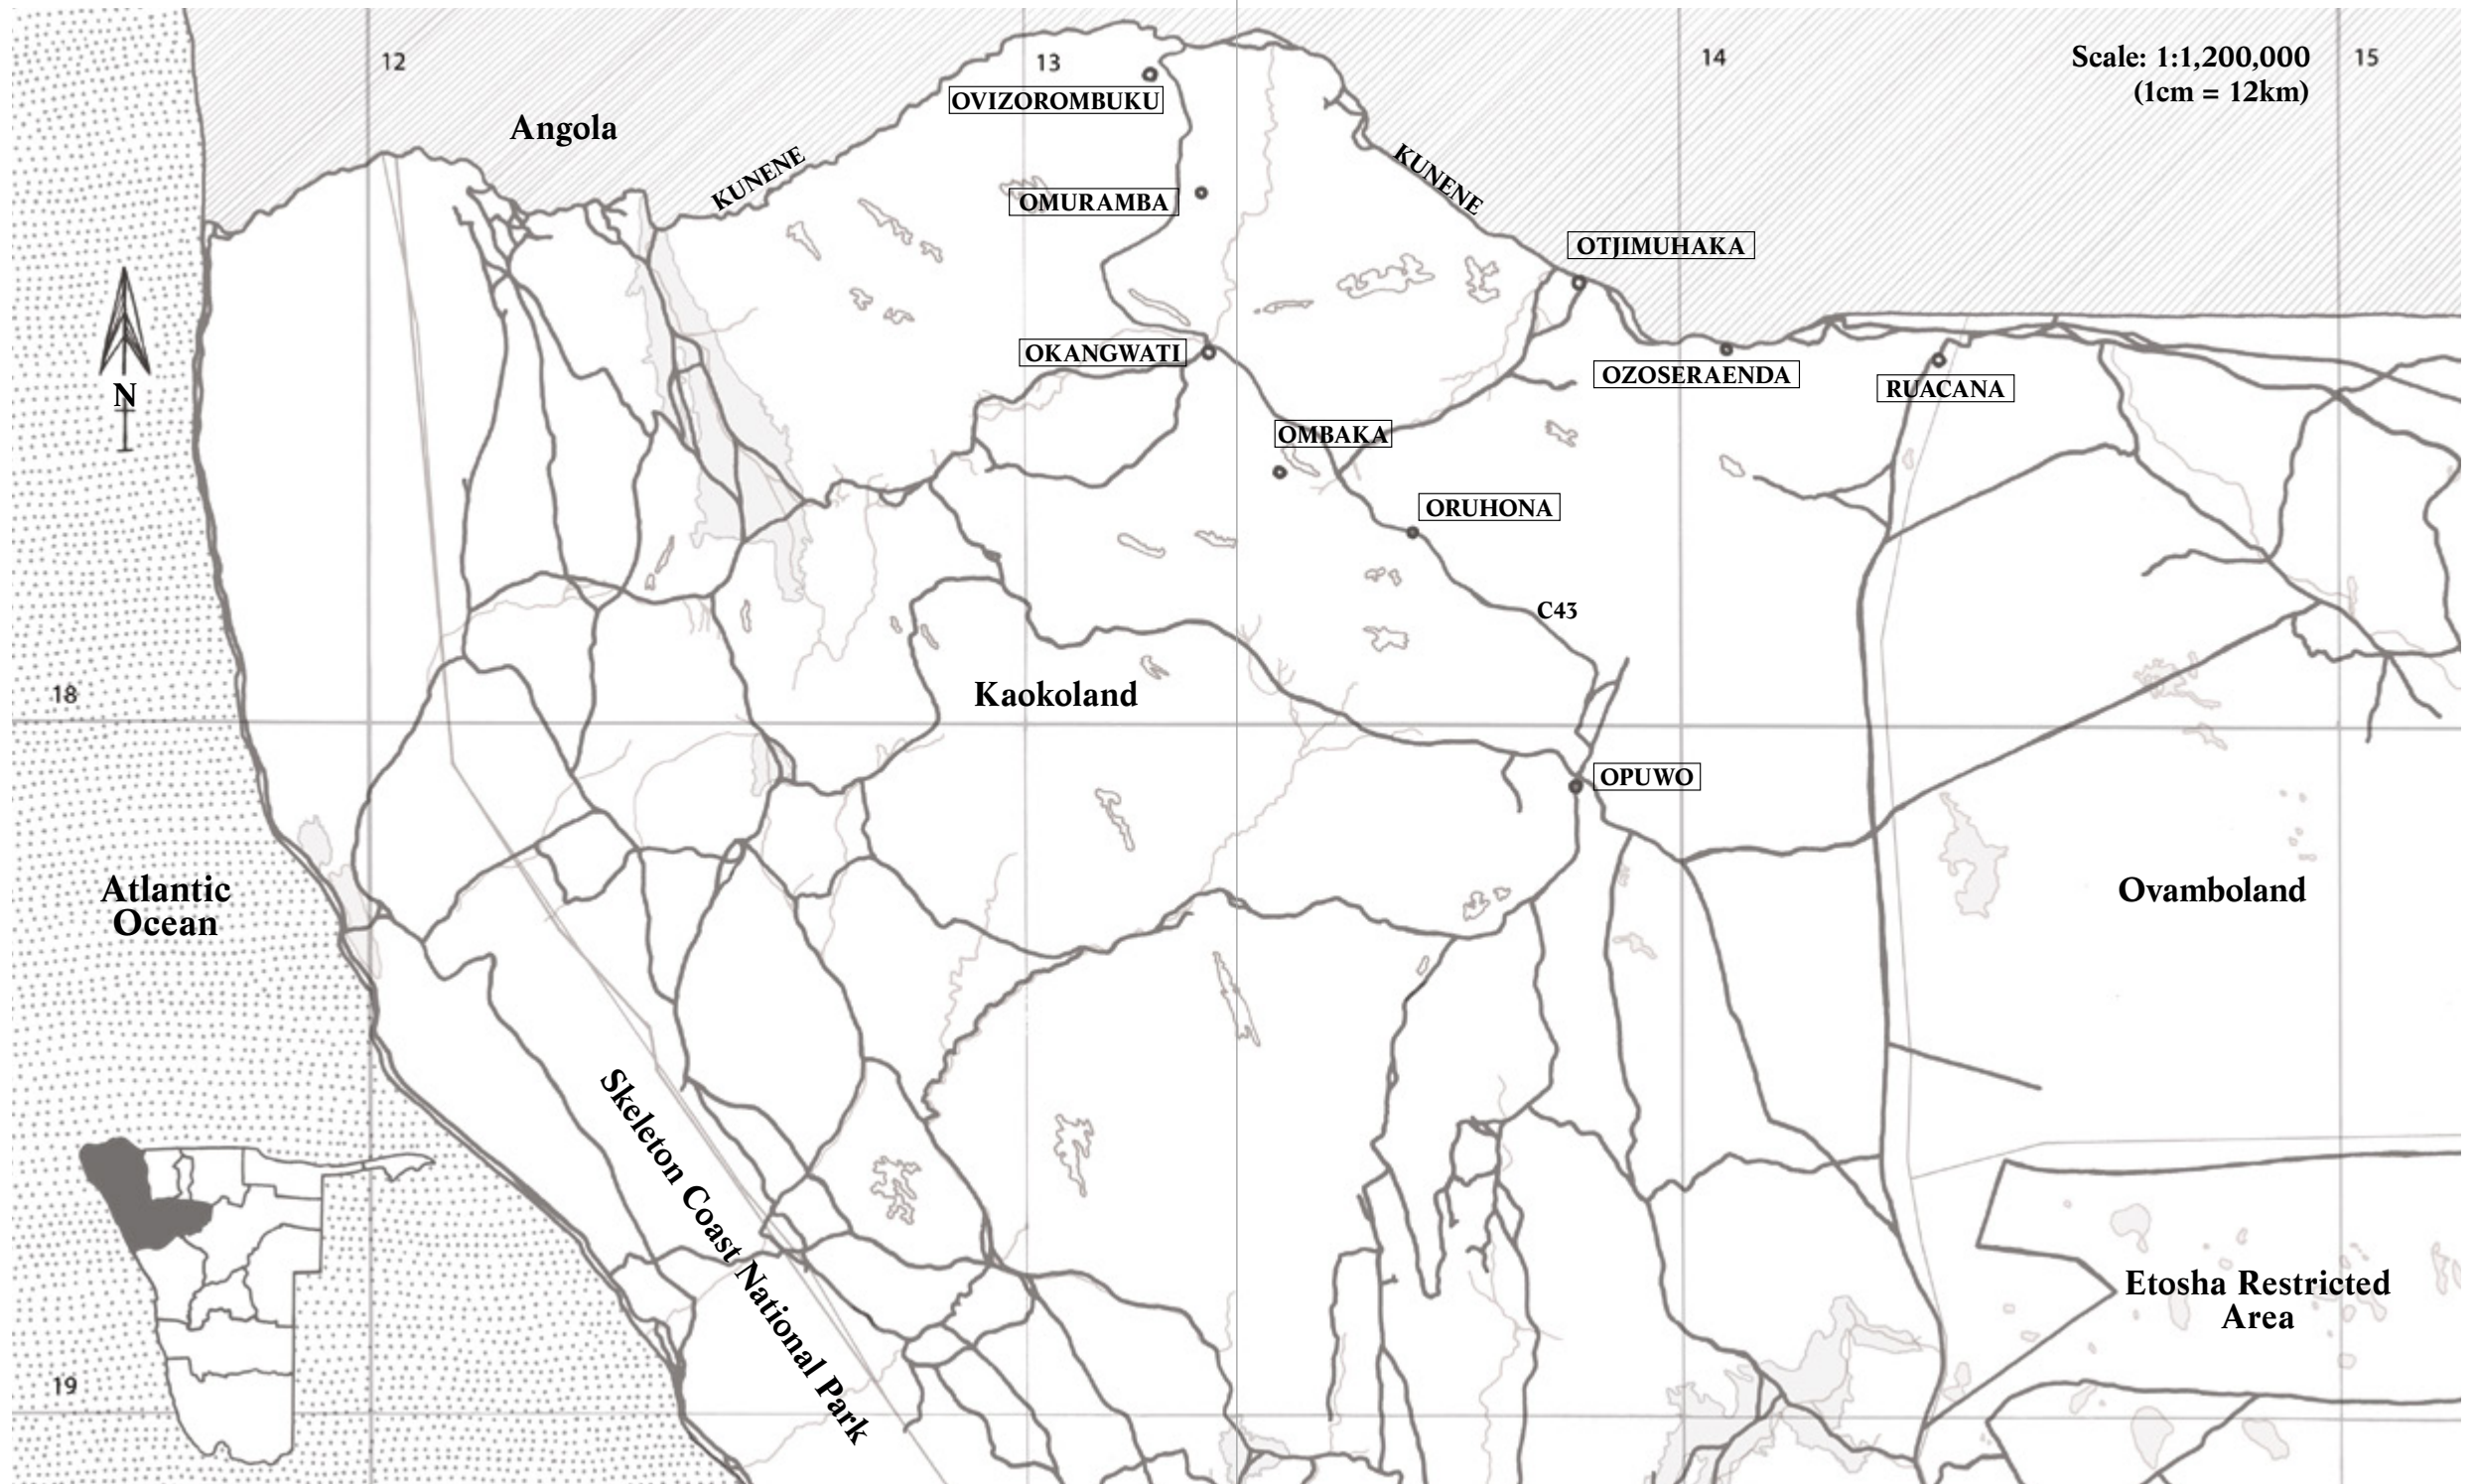 12
13
14
15
Scale: 1:1,200,000
(1cm = 12km)
OVIZOROMBUKU
Angola
KUNENE
KUNENE
OMURAMBA
OTJIMUHAKA
OKANGWATI
OZOSERAENDA
RUACANA
N
OMBAKA
ORUHONA
C43
18
Kaokoland
OPUWO
Atlantic
Ocean
Ovamboland
Skeleton Coast National Park
Etosha Restricted
Area
19